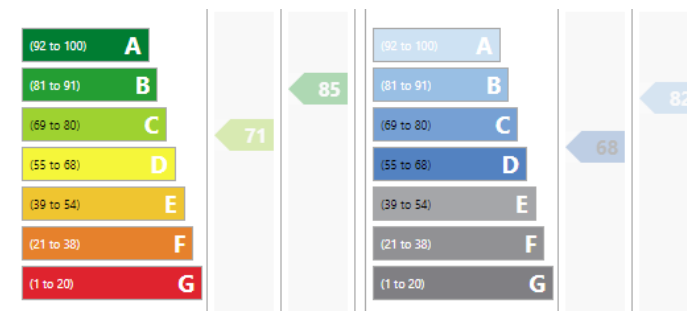 (92 to 100) A
(81 to 91) B
(69 to 80) C
(55 to 68) D
(39 to 54) E
(21 to 38) F
(1 to 20) G
71
85
(92 to 100) A
(81 to 91) B
(69 to 80) C
(55 to 68) D
(39 to 54) E
(21 to 38) F
(1 to 20) G
68
82